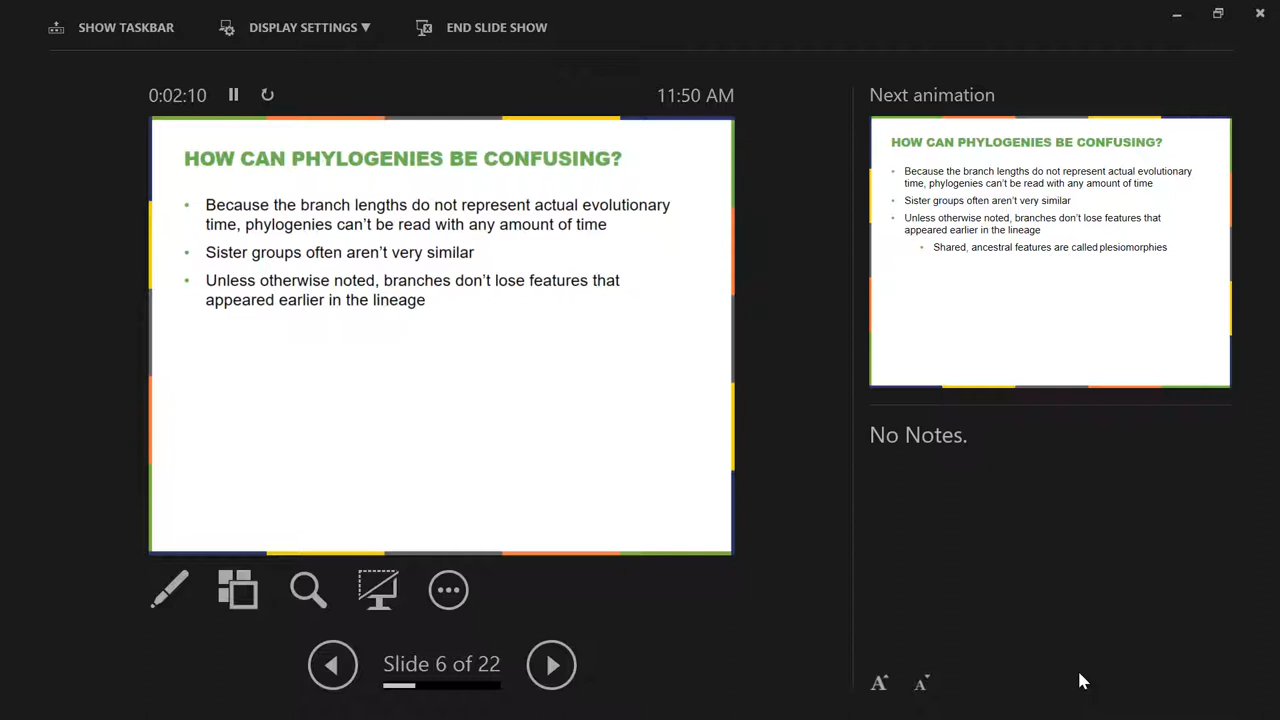 SHOW TASKBAR
DISPLAY SETTINGS ▼
END SLIDE SHOW
0:02:10
11:50 AM
HOW CAN PHYLOGENIES BE CONFUSING?
• Because the branch lengths do not represent actual evolutionary
time, phylogenies can't be read with any amount of time
• Sister groups often aren't very similar
• Unless otherwise noted, branches don't lose features that
appeared earlier in the lineage
Slide 6 of 22
Next animation
HOW CAN PHYLOGENIES BE CONFUSING?
• Because the branch lengths do not represent actual evolutionary
time, phylogenies can't be read with any amount of time
• Sister groups often aren't very similar
• Unless otherwise noted, branches don't lose features that
appeared earlier in the lineage
• Shared, ancestral features are called plesiomorphies
No Notes.
A A